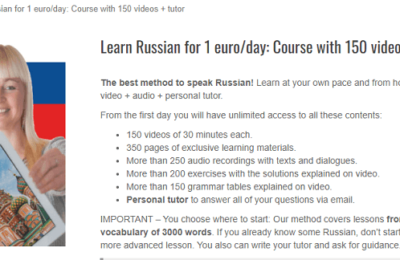 ian for 1 euro/day: Course with 150 videos + tutor
Learn Russian for 1 euro/day: Course with 150 video
The best method to speak Russian! Learn at your own pace and from ho
video + audio + personal tutor.
From the first day you will have unlimited access to all these contents:
• 150 videos of 30 minutes each.
• 350 pages of exclusive learning materials.
• More than 250 audio recordings with texts and dialogues.
• More than 200 exercises with the solutions explained on video.
• More than 150 grammar tables explained on video.
• Personal tutor to answer all of your questions via email.
IMPORTANT – You choose where to start: Our method covers lessons fro
vocabulary of 3000 words. If you already know some Russian, don't start
more advanced lesson. You also can write your tutor and ask for guidance.